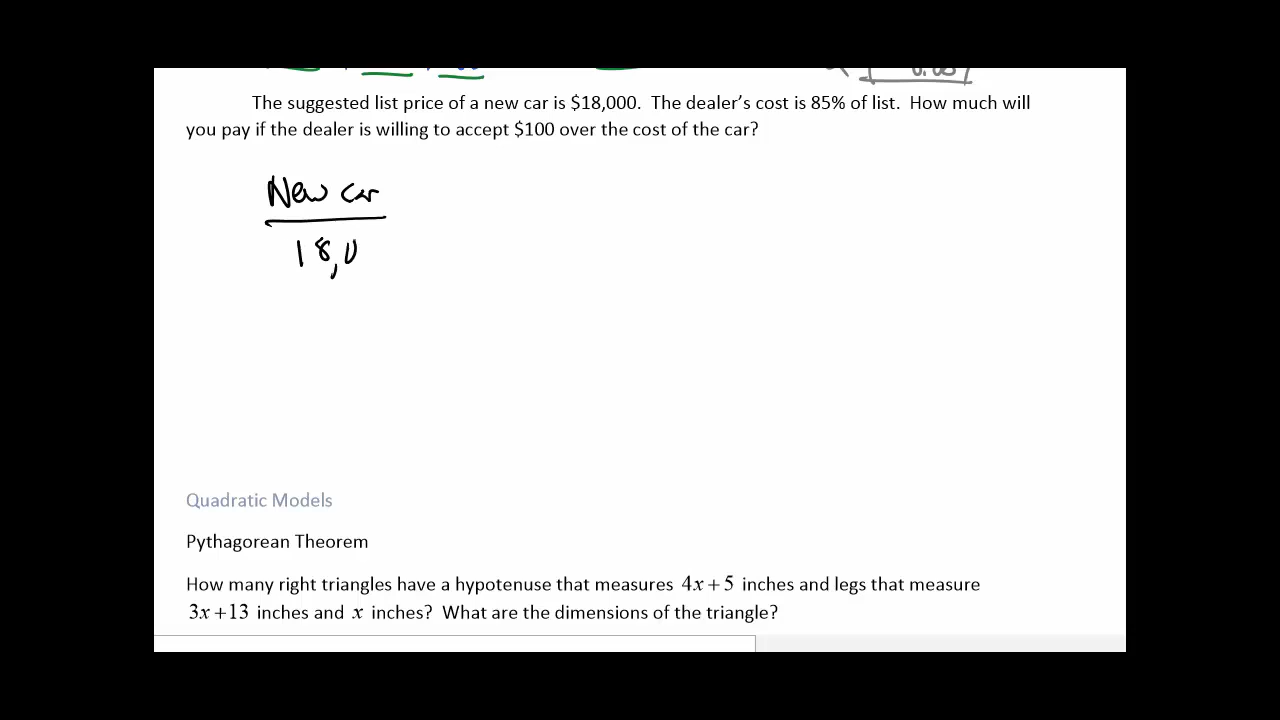 The suggested list price of a new car is $18,000. The dealer's cost is 85% of list. How much will
you pay if the dealer is willing to accept $100 over the cost of the car?
New car
18,0
Quadratic Models
Pythagorean Theorem
How many right triangles have a hypotenuse that measures 4x+5 inches and legs that measure
3x+13 inches and x inches? What are the dimensions of the triangle?